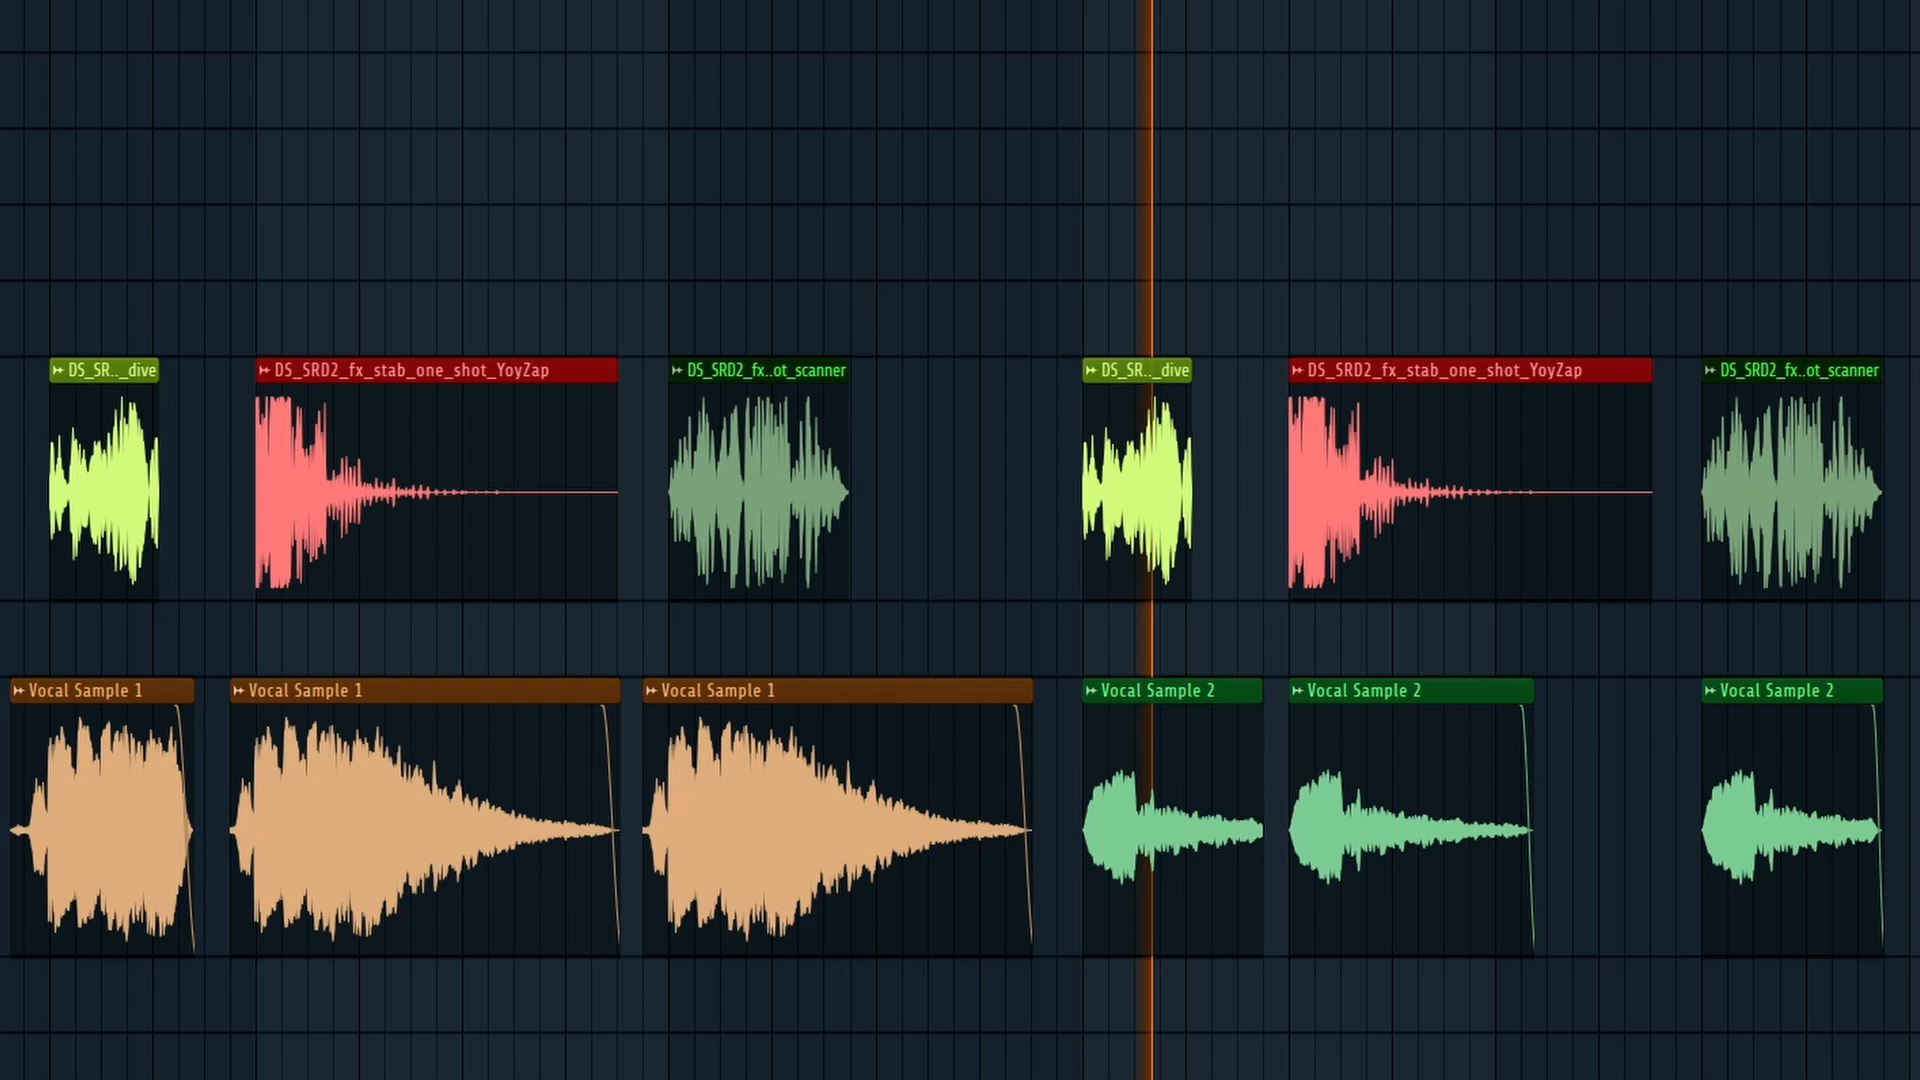 DS_SR.._dive
DS_SRD2_fx_stab_one_shot_YoyZap
DS_SRD2_fx..ot_scanner
DS_SR.._dive
DS_SRD2_fx_stab_one_shot_YoyZap
DS_SRD2_fx..ot_scanner
Vocal Sample 1
Vocal Sample 1
Vocal Sample 1
Vocal Sample 2
Vocal Sample 2
Vocal Sample 2